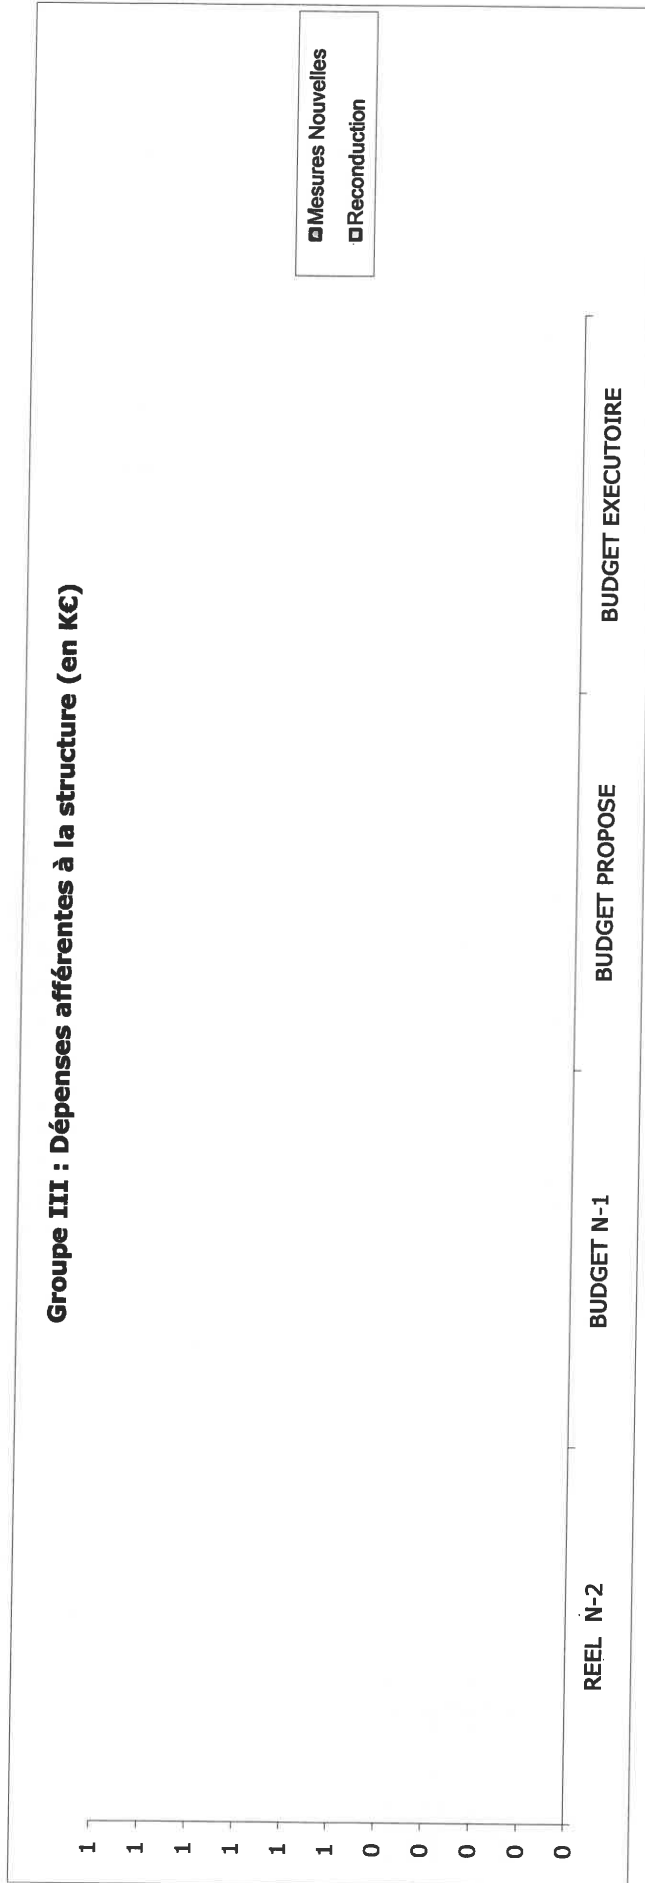 Groupe III : Dépenses afférentes à la structure (en K€)
Mesures Nouvelles
Reconduction
1
1
1
1
1
1
0
0
0
0
0
REEL N-2
BUDGET N-1
BUDGET PROPOSE
BUDGET EXECUTOIRE